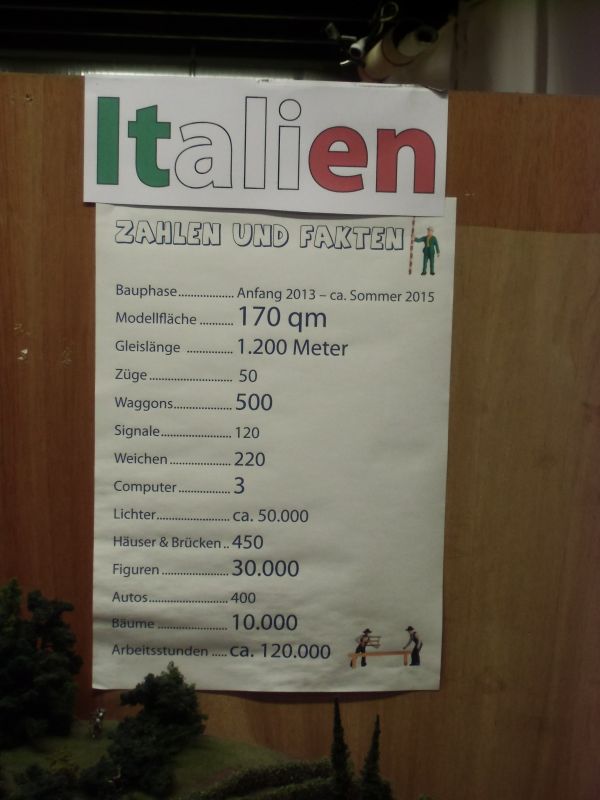 Italien
ZAHLEN UND FAKTEN
Bauphase.................. Anfang 2013 – ca. Sommer 2015
Modellfläche .......... 170 qm
Gleislänge .............. 1.200 Meter
Züge ......................... 50
Waggons................... 500
Signale....................... 120
Weichen .................... 220
Computer ................. 3
Lichter........................ ca. 50.000
Häuser & Brücken .. 450
Figuren ...................... 30.000
Autos.......................... 400
Bäume ....................... 10.000
Arbeitsstunden ..... ca. 120.000